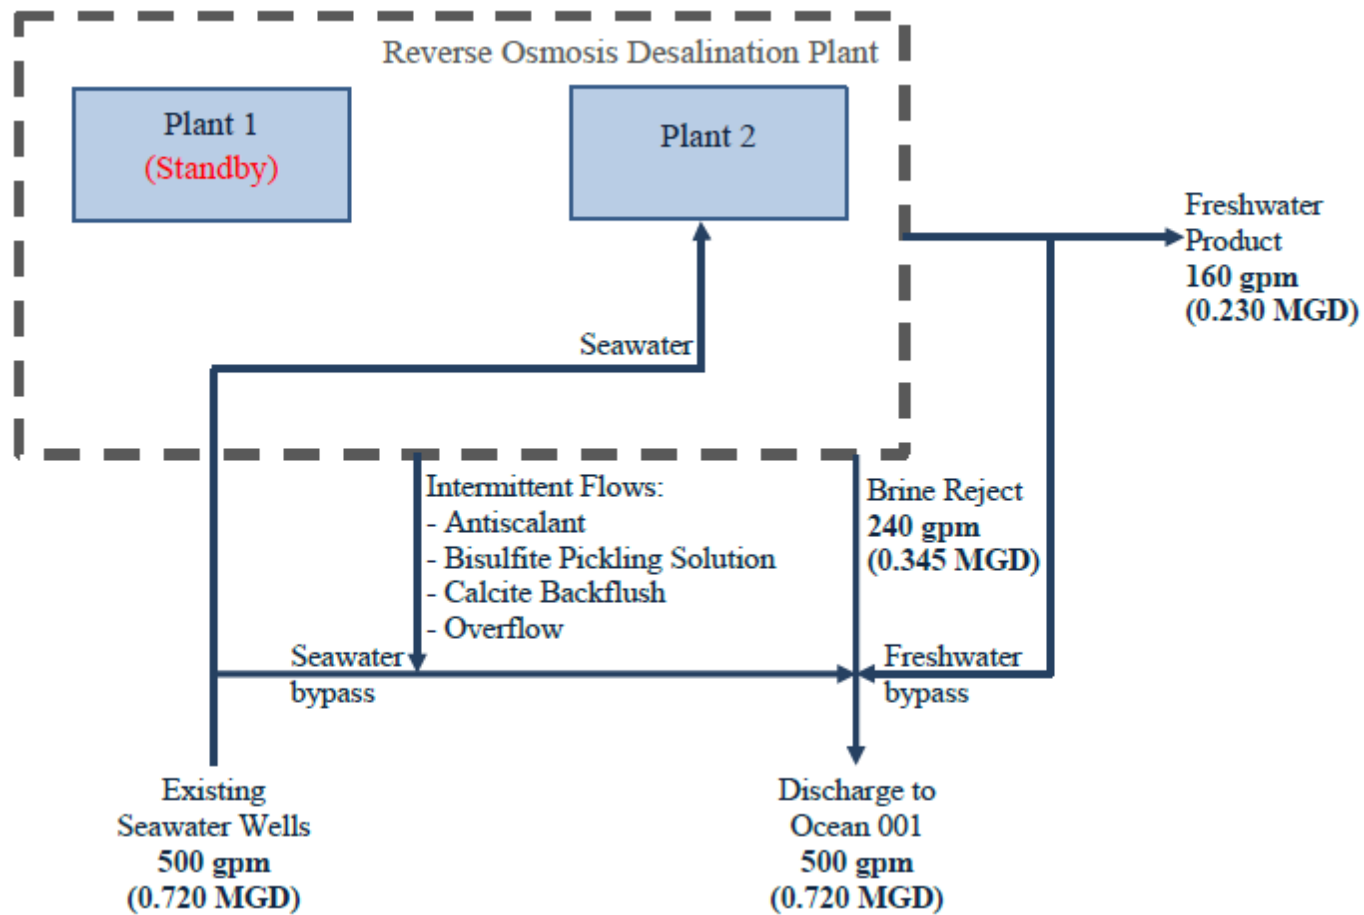 Reverse Osmosis Desalination Plant
Plant 1
(Standby)
Plant 2
Freshwater
Product
160 gpm
(0.230 MGD)
Seawater
Intermittent Flows:
- Antiscalant
- Bisulfite Pickling Solution
- Calcite Backflush
- Overflow
Brine Reject
240 gpm
(0.345 MGD)
Seawater
bypass
Freshwater
bypass
Existing
Seawater Wells
500 gpm
(0.720 MGD)
Discharge to
Ocean 001
500 gpm
(0.720 MGD)